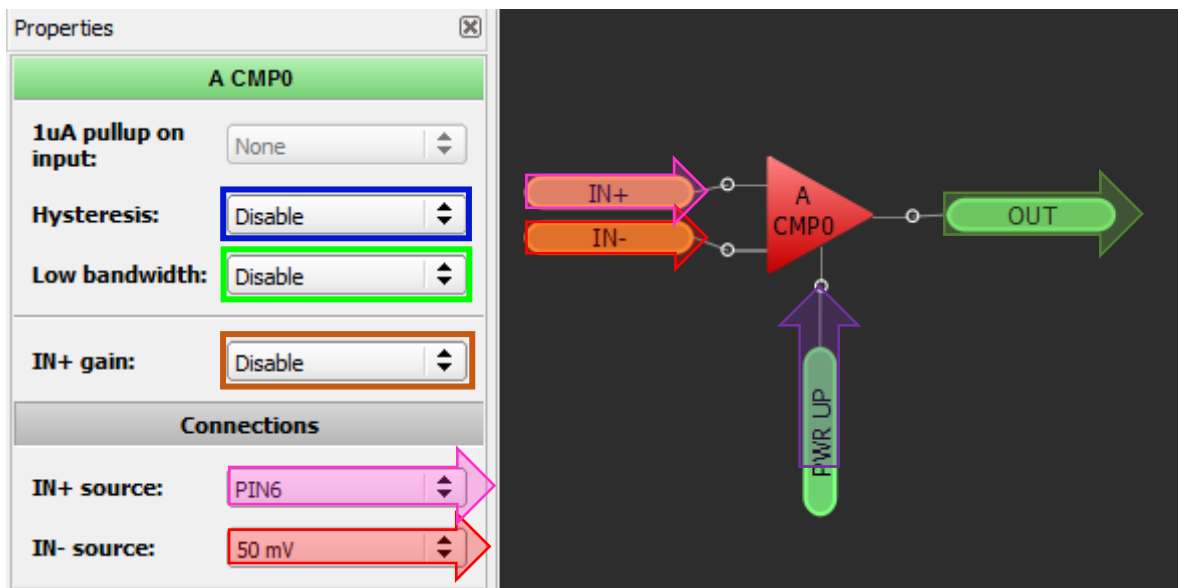 Properties
A CMP0
1uA pullup on
input:
None
Hysteresis:
Disable
Low bandwidth:
Disable
IN+ gain:
Disable
Connections
IN+ source:
PIN6
IN- source:
50 mV
IN+
IN-
A
CMP0
OUT
PWR UP